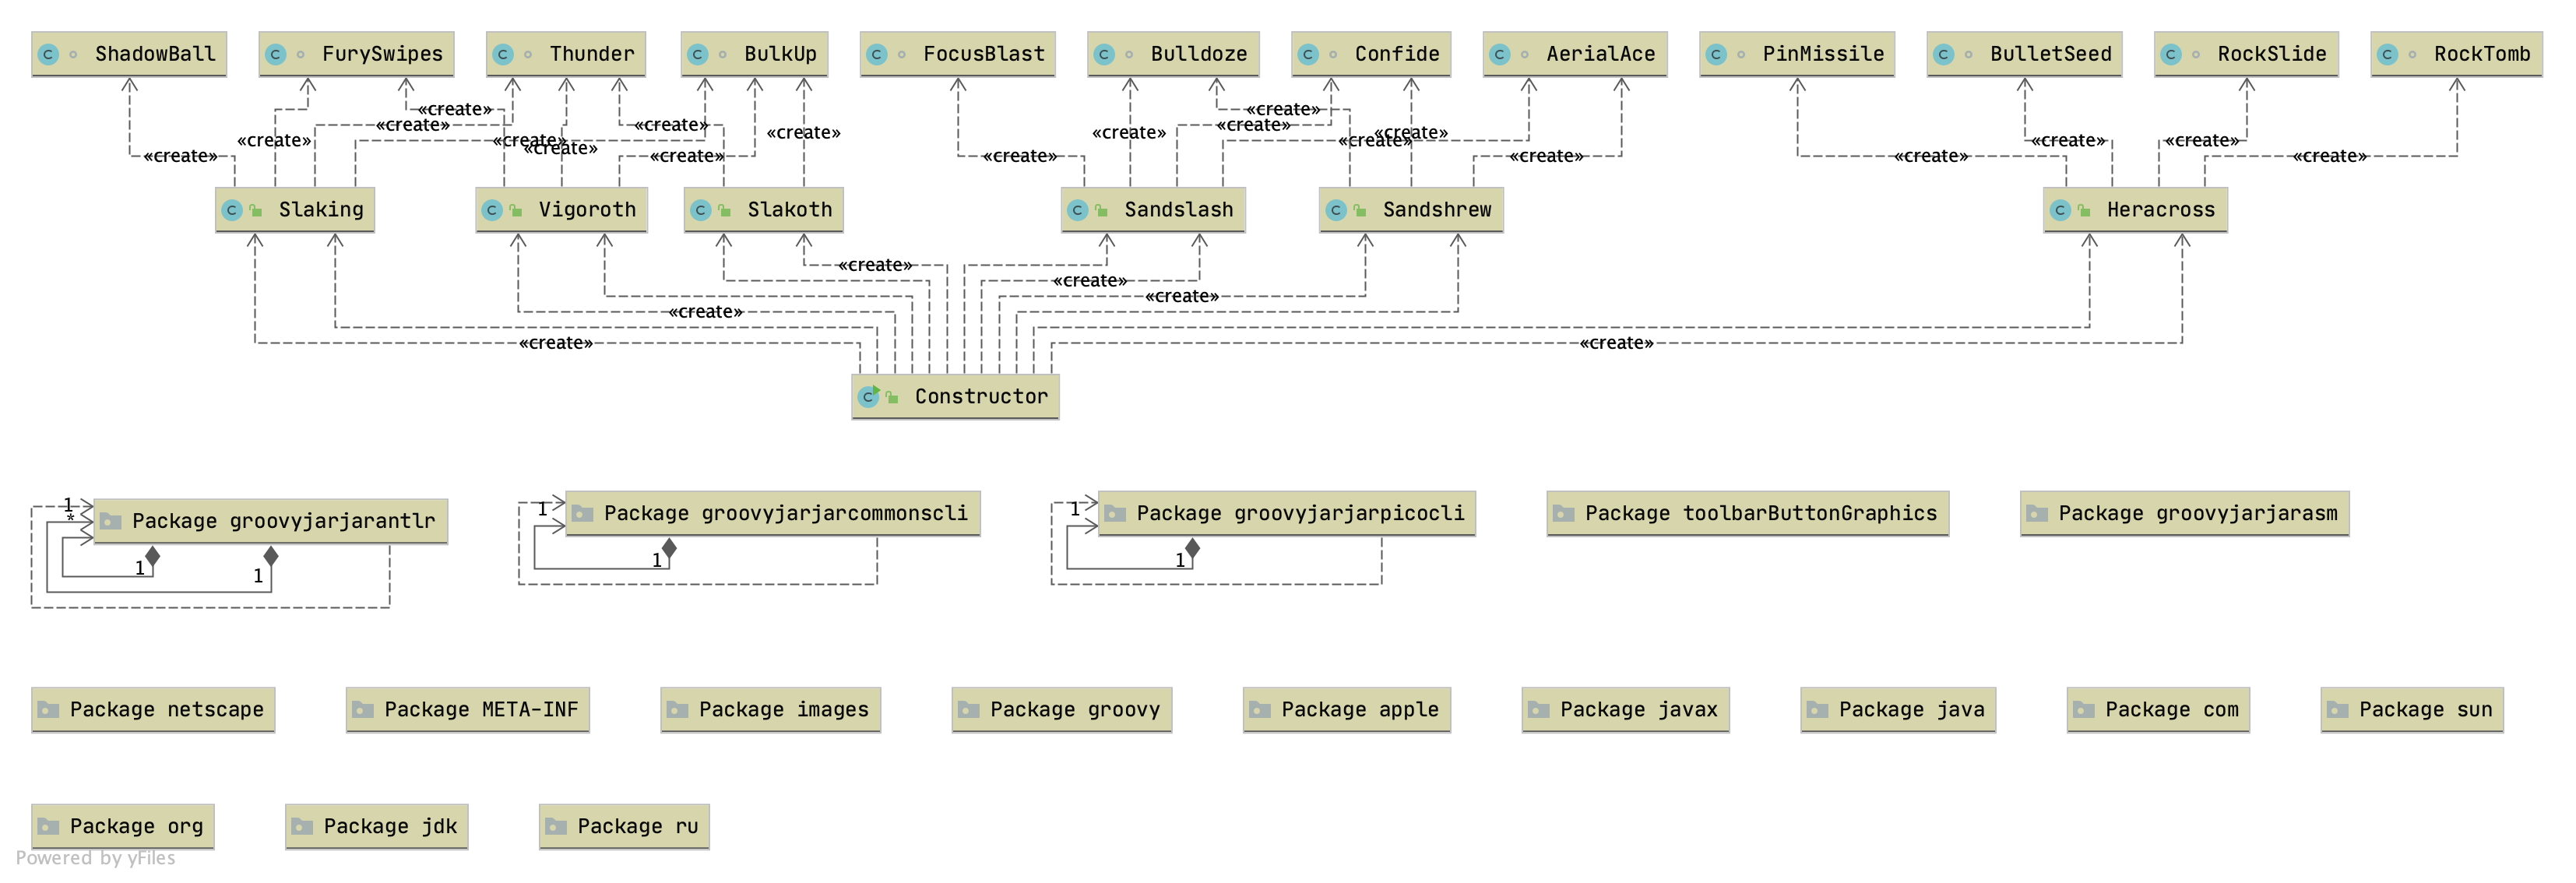 ShadowBall FurySwipes Thunder BulkUp FocusBlast Bulldoze Confide AerialAce PinMissile BulletSeed RockSlide RockTomb
«create» «create»
«create» «create» «create»
«create» «create» «create»
«create» «create» «create» «create»
«create»
«create» «create» «create» «create» «create» «create»
Slaking Vigoroth Slakoth Sandslash Sandshrew Heracross
«create»
«create»
«create»
«create»
«create» «create»
Constructor
1
* Package groovyjarjarantlr
1
1
1 Package groovyjarjarcommonscli
1
1 Package groovyjarjarpicocli
1
Package toolbarButtonGraphics
Package groovyjarjarasm
Package netscape Package META-INF Package images Package groovy Package apple Package javax Package java Package com Package sun
Package org Package jdk Package ru
Powered by yFiles